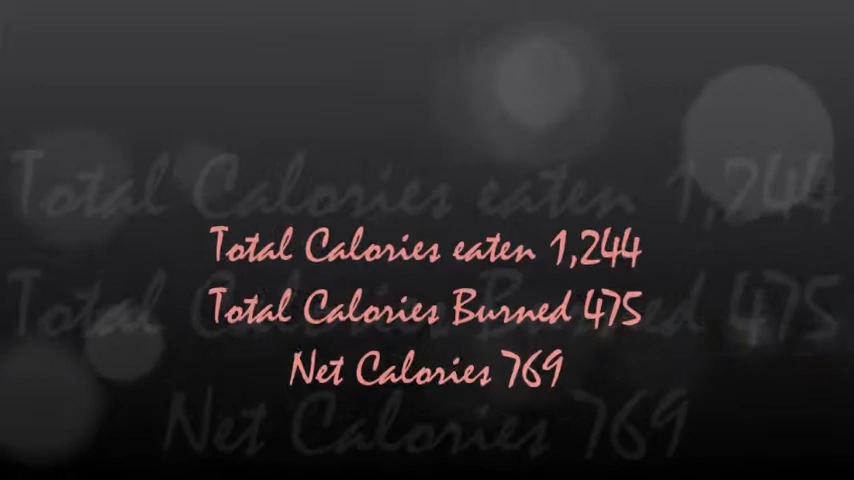 Total Calories eaten 1,244
Total Calories Burned 475
Net Calories 769